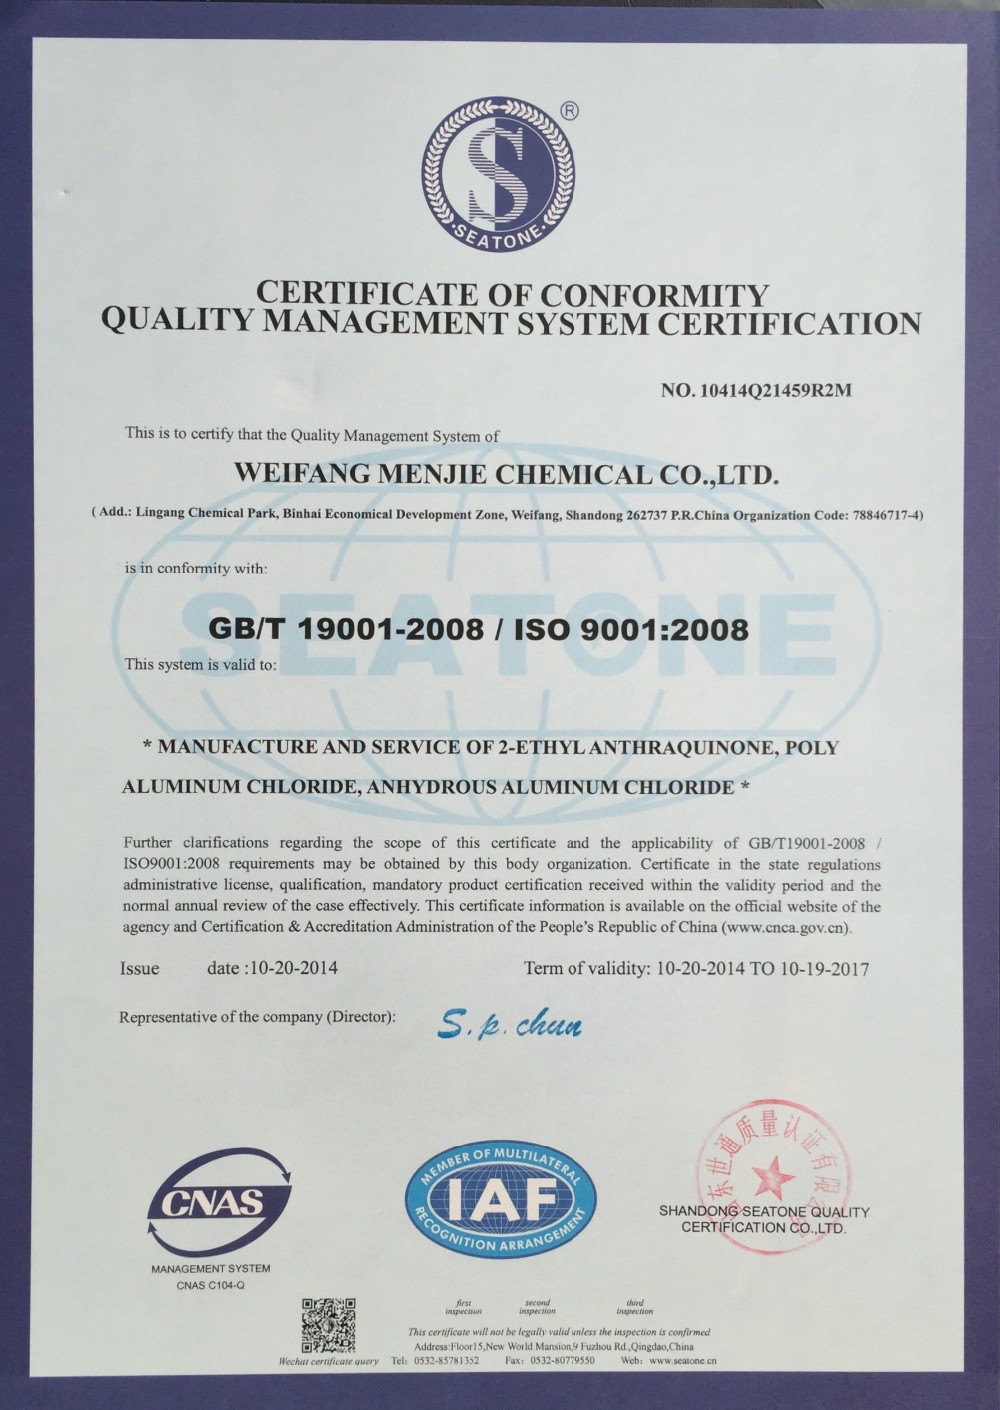 ®
S
SEATONE
CERTIFICATE OF CONFORMITY
QUALITY MANAGEMENT SYSTEM CERTIFICATION
NO. 10414Q21459R2M
This is to certify that the Quality Management System of
WEIFANG MENJIE CHEMICAL CO.,LTD.
( Add.: Lingang Chemical Park, Binhai Economical Development Zone, Weifang, Shandong 262737 P.R.China Organization Code: 78846717-4)
is in conformity with:
SEATONE
GB/T 19001-2008 / ISO 9001:2008
This system is valid to:
* MANUFACTURE AND SERVICE OF 2-ETHYL ANTHRAQUINONE, POLY
ALUMINUM CHLORIDE, ANHYDROUS ALUMINUM CHLORIDE *
Further clarifications regarding the scope of this certificate and the applicability of GB/T19001-2008 /
ISO9001:2008 requirements may be obtained by this body organization. Certificate in the state regulations
administrative license, qualification, mandatory product certification received within the validity period and the
normal annual review of the case effectively. This certificate information is available on the official website of the
agency and Certification & Accreditation Administration of the People's Republic of China (www.cnca.gov.cn).
Issue date :10-20-2014 Term of validity: 10-20-2014 TO 10-19-2017
Representative of the company (Director): S.p.chun
CNAS
MANAGEMENT SYSTEM
CNAS C104-Q
MEMBER OF MULTILATERAL
IAF
RECOGNITION ARRANGEMENT
东世通质量认证有限公司
SHANDONG SEATONE QUALITY
CERTIFICATION CO.,LTD.
first inspection second inspection third inspection
This certificate will not be legally valid unless the inspection is confirmed
Address:Floor15,New World Mansion,9 Fuzhou Rd.,Qingdao,China
Wechat certificate query Tel: 0532-85781352 Fax: 0532-80779550 Web: www.seatone.cn